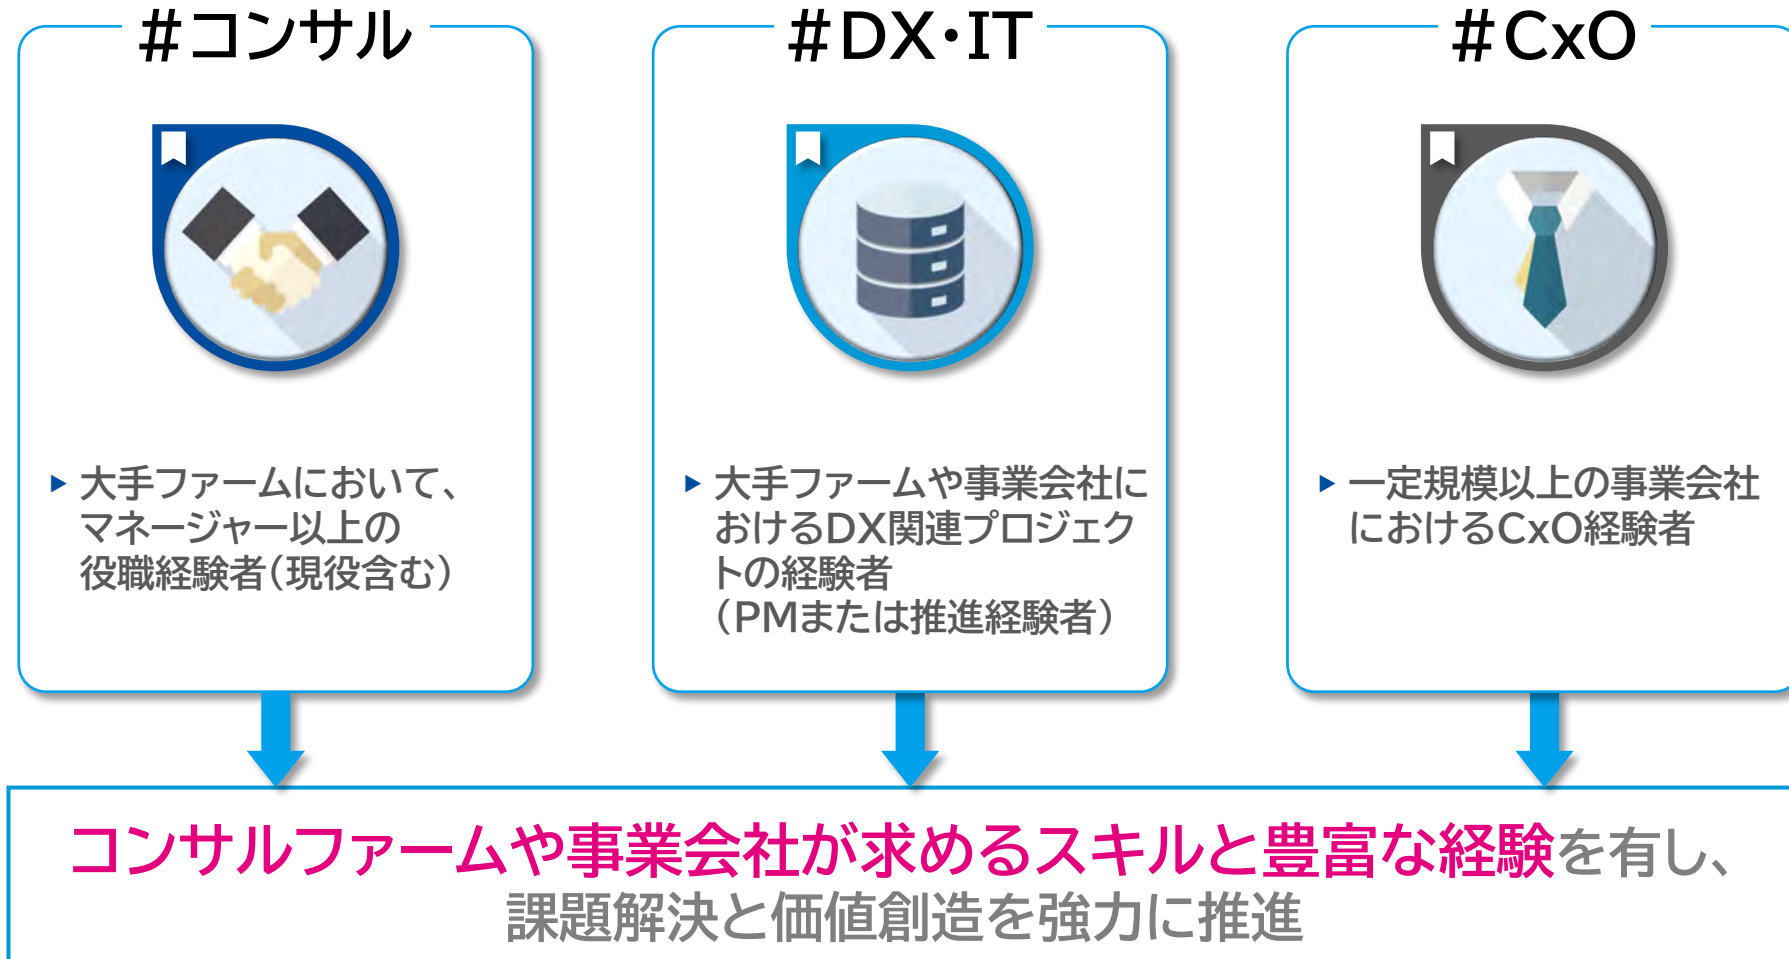 #コンサル
#DX・IT
#CxO
大手ファームにおいて、
マネージャー以上の
役職経験者(現役含む)
大手ファームや事業会社に
おけるDX関連プロジェク
トの経験者
(PMまたは推進経験者)
一定規模以上の事業会社
におけるCxO経験者
コンサルファームや事業会社が求めるスキルと豊富な経験を有し、
課題解決と価値創造を強力に推進